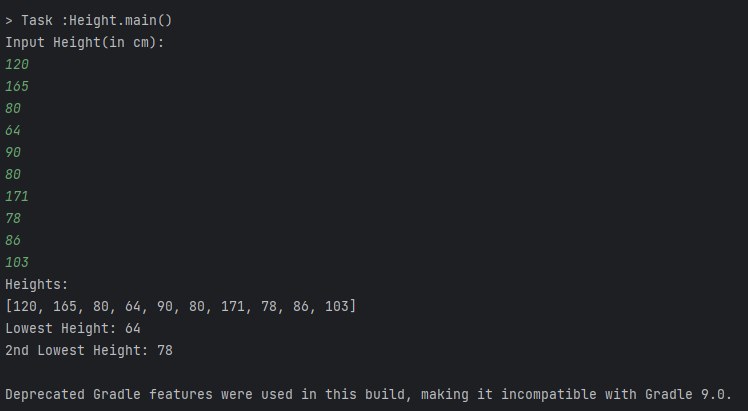 > Task :Height.main()
Input Height(in cm):
120
165
80
64
90
80
171
78
86
103
Heights:
[120, 165, 80, 64, 90, 80, 171, 78, 86, 103]
Lowest Height: 64
2nd Lowest Height: 78
Deprecated Gradle features were used in this build, making it incompatible with Gradle 9.0.